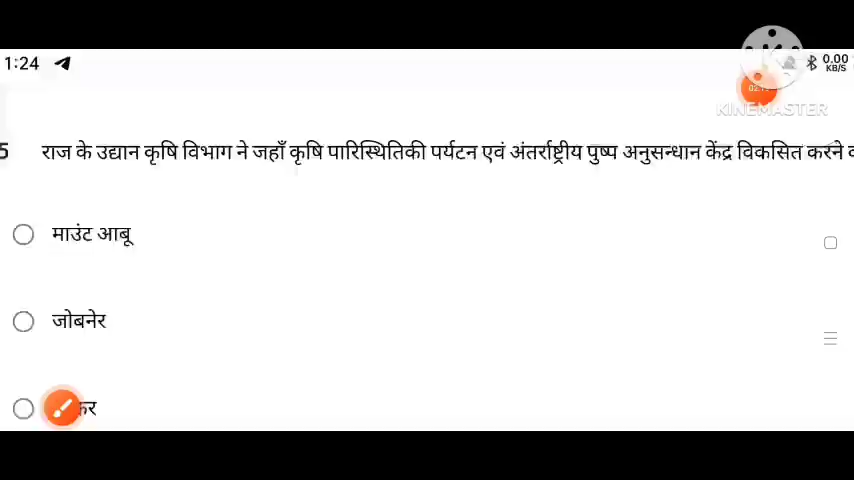 1:24
0.00
KB/S
KINEMASTER
5 राज के उद्यान कृषि विभाग ने जहाँ कृषि पारिस्थितिकी पर्यटन एवं अंतर्राष्ट्रीय पुष्प अनुसन्धान केंद्र विकसित करने
माउंट आबू
जोबनेर